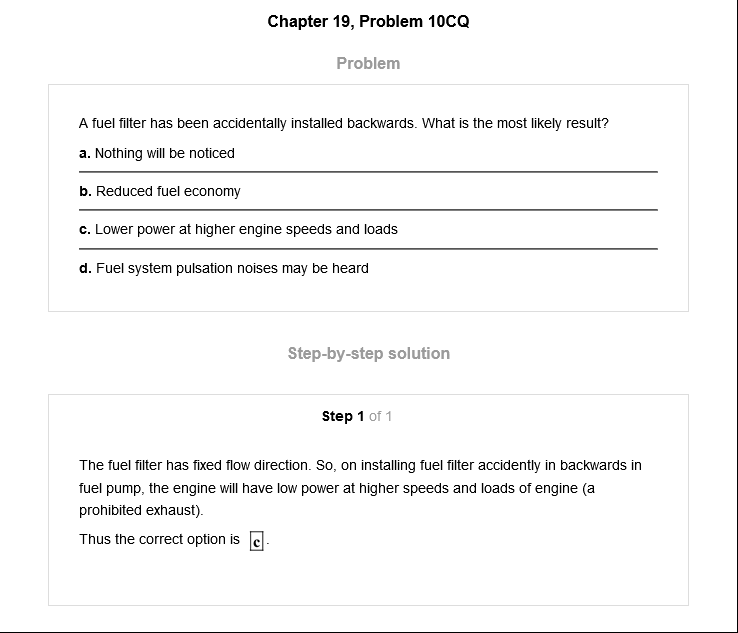 Chapter 19, Problem 10CQ
Problem
A fuel filter has been accidentally installed backwards. What is the most likely result?
a. Nothing will be noticed
b. Reduced fuel economy
c. Lower power at higher engine speeds and loads
d. Fuel system pulsation noises may be heard
Step-by-step solution
Step 1 of 1
The fuel filter has fixed flow direction. So, on installing fuel filter accidently in backwards in
fuel pump, the engine will have low power at higher speeds and loads of engine (a
prohibited exhaust).
Thus the correct option is c.